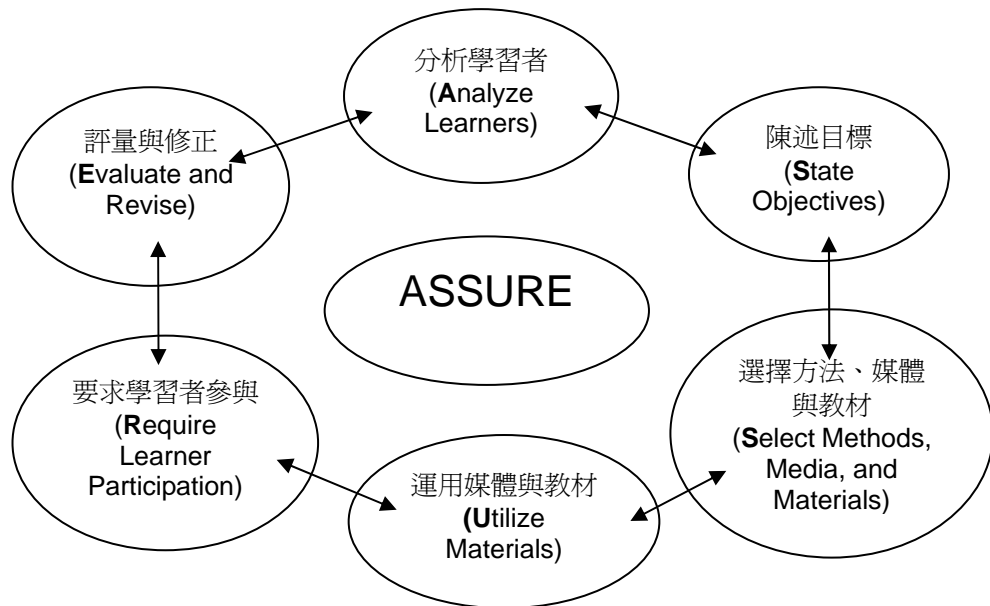 分析學習者
(Analyze
Learners)
陳述目標
(State
Objectives)
選擇方法、媒體
與教材
(Select Methods,
Media, and
Materials)
運用媒體與教材
(Utilize
Materials)
要求學習者參與
(Require
Learner
Participation)
評量與修正
(Evaluate and
Revise)
ASSURE